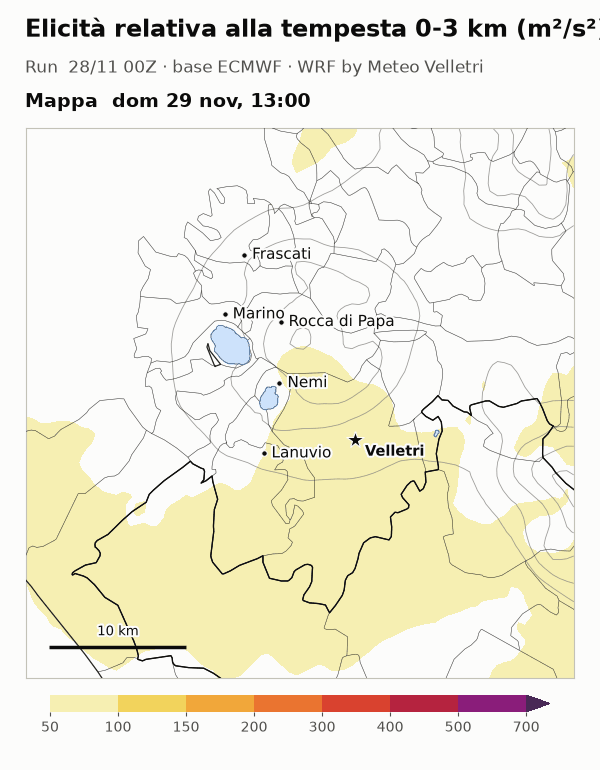 Elicità relativa alla tempesta 0-3 km (m²/s²)
Run  28/11 00Z · base ECMWF · WRF by Meteo Velletri
Mappa  dom 29 nov, 13:00
Frascati
Marino
Rocca di Papa
Nemi
Velletri
Lanuvio
10 km
50 100 150 200 300 400 500 700